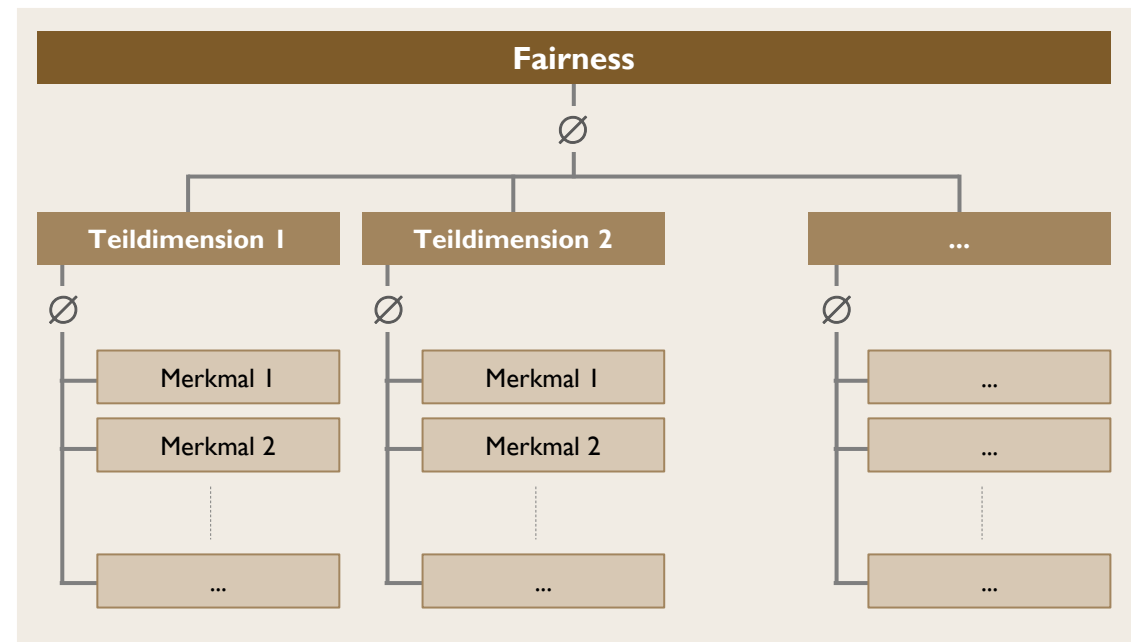 Fairness
∅
Teildimension 1
Teildimension 2
...
∅
∅
∅
Merkmal 1
Merkmal 1
...
Merkmal 2
Merkmal 2
...
...
...
...